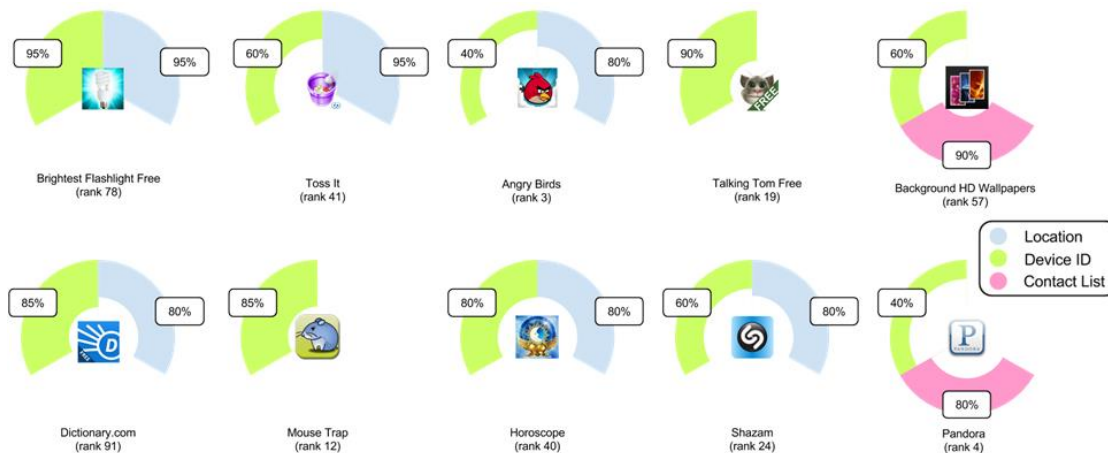 95%
95%
Brightest Flashlight Free
(rank 78)
60%
95%
Toss It
(rank 41)
40%
80%
Angry Birds
(rank 3)
90%
FREE
Talking Tom Free
(rank 19)
60%
90%
Background HD Wallpapers
(rank 57)
Location
Device ID
Contact List
85%
80%
D
Dictionary.com
(rank 91)
85%
Mouse Trap
(rank 12)
80%
80%
Horoscope
(rank 40)
60%
80%
Shazam
(rank 24)
40%
P
PANDORA
80%
Pandora
(rank 4)